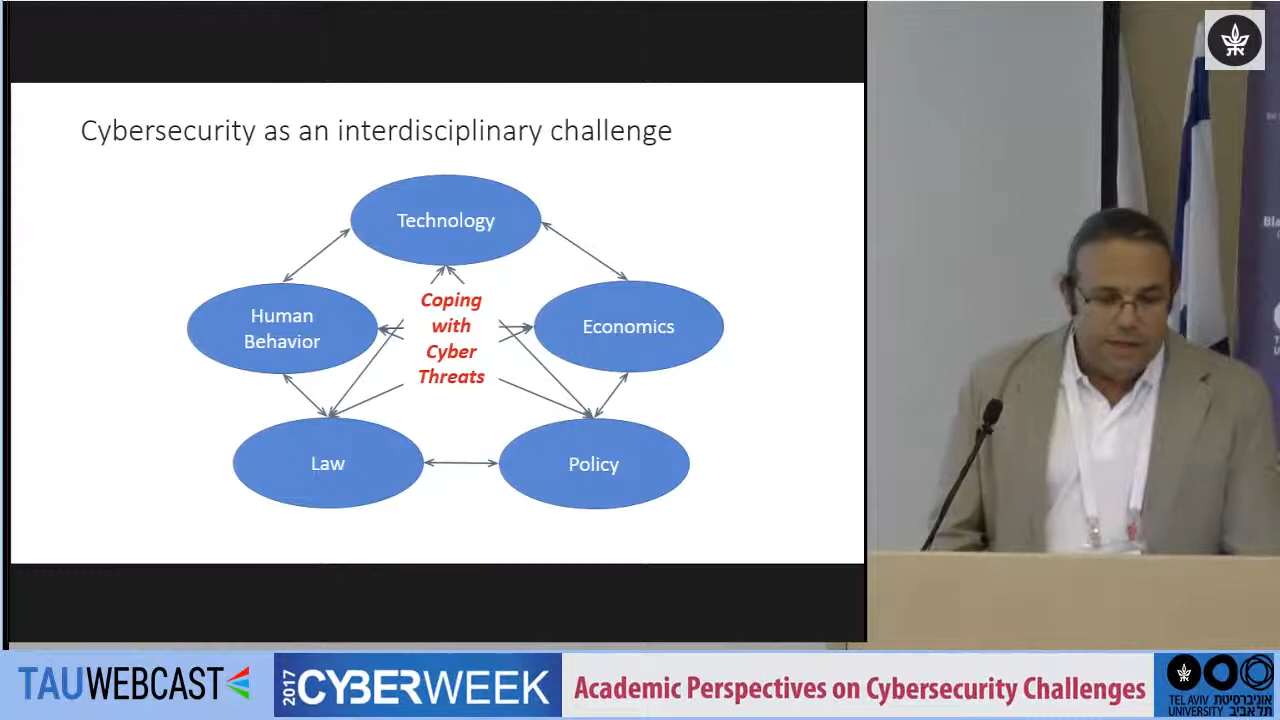 Cybersecurity as an interdisciplinary challenge
Technology
Coping
with
Cyber
Threats
Human
Behavior
Economics
Law
Policy
TAUWEBCAST
2017
CYBERWEEK
Academic Perspectives on Cybersecurity Challenges
TEL AVIV אוניברסיטת
UNIVERSITY תל אביב